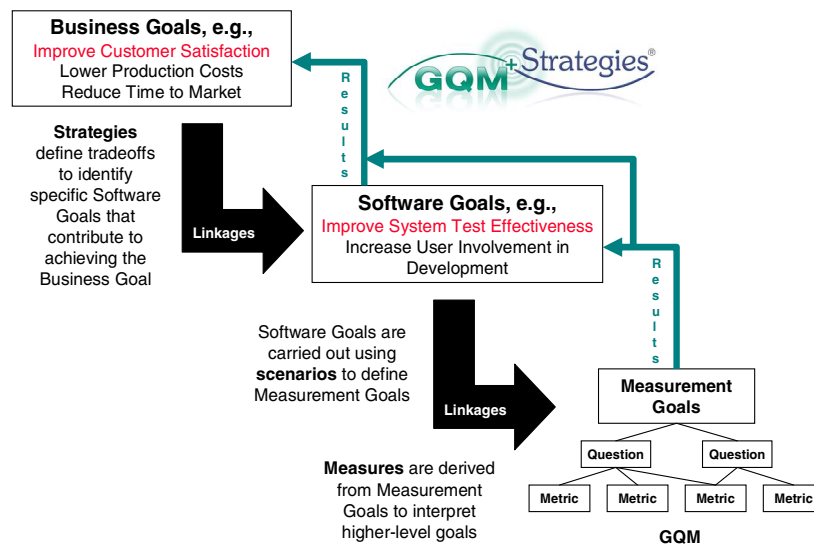 Business Goals, e.g.,
Improve Customer Satisfaction
Lower Production Costs
Reduce Time to Market
Results
GQM+Strategies®
Strategies
define tradeoffs
to identify
specific Software
Goals that
contribute to
achieving the
Business Goal
Linkages
Software Goals, e.g.,
Improve System Test Effectiveness
Increase User Involvement in
Development
Results
Software Goals are
carried out using
scenarios to define
Measurement Goals
Linkages
Measurement
Goals
Question
Question
Metric
Metric
Metric
Metric
GQM
Measures are derived
from Measurement
Goals to interpret
higher-level goals